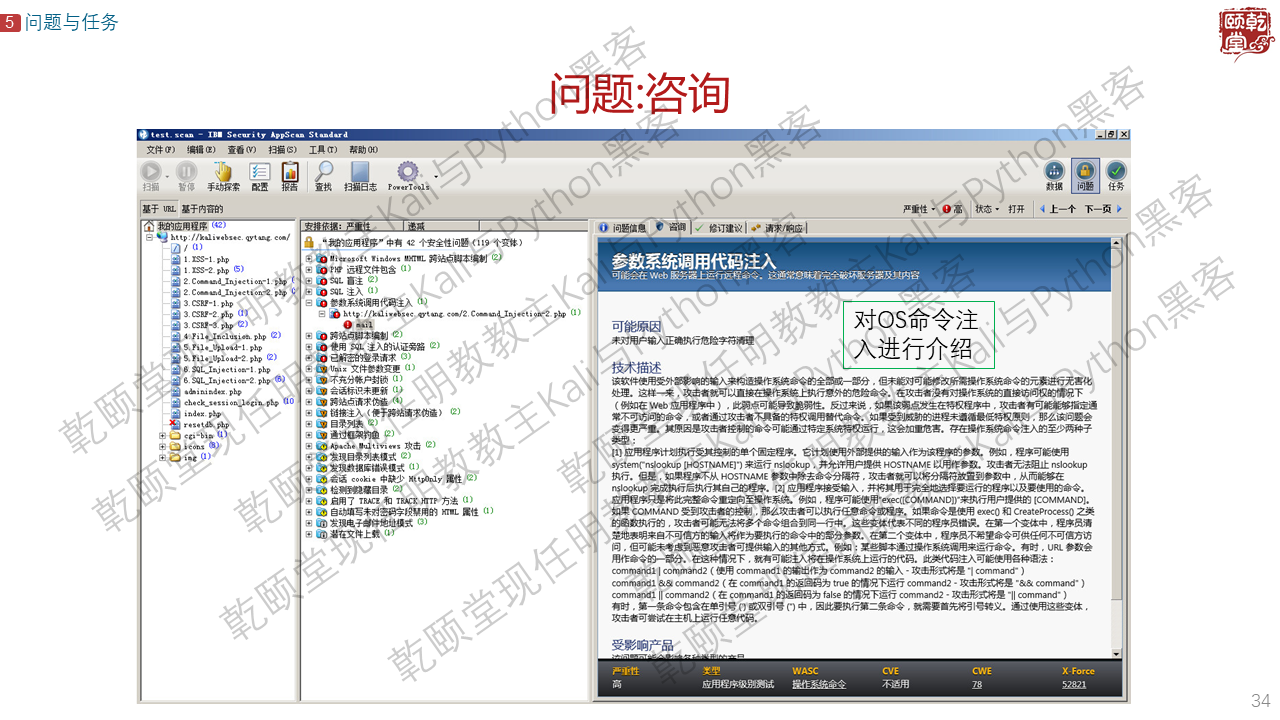 5 问题与任务
颐乾堂
问题:咨询
test.scan - IBM Security AppScan Standard
文件(F) 编辑(E) 查看(V) 扫描(S) 工具(T) 帮助(H)
扫描 暂停 手动探索 配置 报告 查找 扫描日志 PowerTools 数据 问题 任务
基于 URL 基于内容的 严重性 高 状态 打开 上一个 下一页
我的应用程序 (42)
http://kaliwebsec.qytang.com/
/ (1)
1.XSS-1.php
1.XSS-2.php (5)
2.Command_Injection-1.php
2.Command_Injection-2.php
3.CSRF-1.php
3.CSRF-2.php (1)
3.CSRF-3.php (2)
4.File_Inclusion.php (2)
5.File_Upload-1.php
5.File_Upload-2.php (2)
6.SQL_Injection-1.php
6.SQL_Injection-2.php (6)
adminindex.php
check_session_login.php (10
index.php
resetdb.php
cgi-bin (1)
icons (8)
img (1)
安排依据: 严重性 递减
“我的应用程序”中有 42 个安全性问题 (119 个变体)
Microsoft Windows MHTML 跨站点脚本编制 (2)
PHP 远程文件包含 (1)
SQL 盲注 (2)
SQL 注入 (1)
参数系统调用代码注入 (1)
http://kaliwebsec.qytang.com/2.Command_Injection-2.php (1)
mail
跨站点脚本编制 (2)
使用 SQL 注入的认证旁路 (2)
已解密的登录请求 (3)
Unix 文件参数变更 (1)
不充分帐户封锁 (1)
会话标识未更新 (1)
跨站点请求伪造 (4)
链接注入 (便于跨站请求伪造) (2)
目录列表 (2)
通过框架钓鱼 (2)
Apache Multiviews 攻击 (2)
发现目录列表模式 (2)
发现数据库错误模式 (1)
会话 cookie 中缺少 HttpOnly 属性 (2)
检测到隐藏目录 (2)
启用了 TRACE 和 TRACK HTTP 方法 (1)
自动填写未对密码字段禁用的 HTML 属性 (1)
发现电子邮件地址模式 (3)
潜在文件上载 (1)
问题信息 咨询 修订建议 请求/响应
参数系统调用代码注入
可能会在 Web 服务器上运行远程命令。这通常意味着完全破坏服务器及其内容
对OS命令注
入进行介绍
可能原因
未对用户输入正确执行危险字符清理
技术描述
该软件使用受外部影响的输入来构造操作系统命令的全部或一部分，但未能对可能修改所需操作系统命令的元素进行无害化
处理。这样一来，攻击者就可以直接在操作系统上执行意外的危险命令。在攻击者没有对操作系统的直接访问权的情况下
（例如在 Web 应用程序中），此弱点可能导致脆弱性。反过来说，如果该弱点发生在特权程序中，攻击者有可能能够指定通
常不可访问的命令，或者通过攻击者不具备的特权调用替代命令。如果受到威胁的进程未遵循最低特权原则，那么该问题会
变得更严重。其原因是攻击者控制的命令可能通过特定系统特权运行，这会加重危害。存在操作系统命令注入的至少两种子
类型：
[1] 应用程序计划执行受其控制的单个固定程序。它计划使用外部提供的输入作为该程序的参数。例如，程序可能使用
system("nslookup [HOSTNAME]") 来运行 nslookup，并允许用户提供 HOSTNAME 以用作参数。攻击者无法阻止 nslookup
执行。但是，如果程序不从 HOSTNAME 参数中除去命令分隔符，攻击者就可以将分隔符放置到参数中，从而能够在
nslookup 完成执行后执行其自己的程序。[2] 应用程序接受输入，并将其用于完全地选择要运行的程序以及要使用的命令。
应用程序只是将此完整命令重定向至操作系统。例如，程序可能使用"exec([COMMAND])"来执行用户提供的 [COMMAND]。
如果 COMMAND 受到攻击者的控制，那么攻击者可以执行任意命令或程序。如果命令是使用 exec() 和 CreateProcess() 之类
的函数执行的，攻击者可能无法将多个命令组合到同一行中。这些变体代表不同的程序员错误。在第一个变体中，程序员清
楚地表明来自不可信方的输入将作为要执行的命令中的部分参数。在第二个变体中，程序员不希望命令可供任何不可信方访
问，但可能未考虑到恶意攻击者可提供输入的其他方式。例如：某些脚本通过操作系统调用来运行命令。有时，URL 参数会
用作命令的一部分。在这种情况下，就有可能注入将在操作系统上运行的代码。此类代码注入可能使用各种语法：
command1 | command2（使用 command1 的输出作为 command2 的输入 - 攻击形式将是 "| command"）
command1 && command2（在 command1 的返回码为 true 的情况下运行 command2 - 攻击形式将是 "&& command"）
command1 || command2（在 command1 的返回码为 false 的情况下运行 command2 - 攻击形式将是 "|| command"）
有时，第一条命令包含在单引号 (') 或双引号 (") 中，因此要执行第二条命令，就需要首先将引号转义。通过使用这些变体，
攻击者可尝试在主机上运行任意代码。
受影响产品
该问题可能会影响各种类型的产品
严重性 类型 WASC CVE CWE X-Force
高 应用程序级别测试 操作系统命令 不适用 78 52821
乾颐堂现任明教教主Kali与Python黑客
34